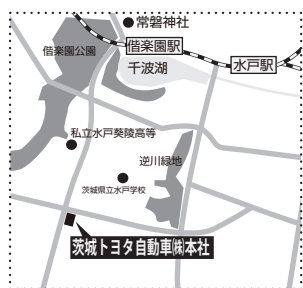 常磐神社
偕楽園駅
偕楽園公園
千波湖
水戸駅
私立水戸葵陵高等
逆川緑地
茨城県立水戸学校
茨城トヨタ自動車㈱本社